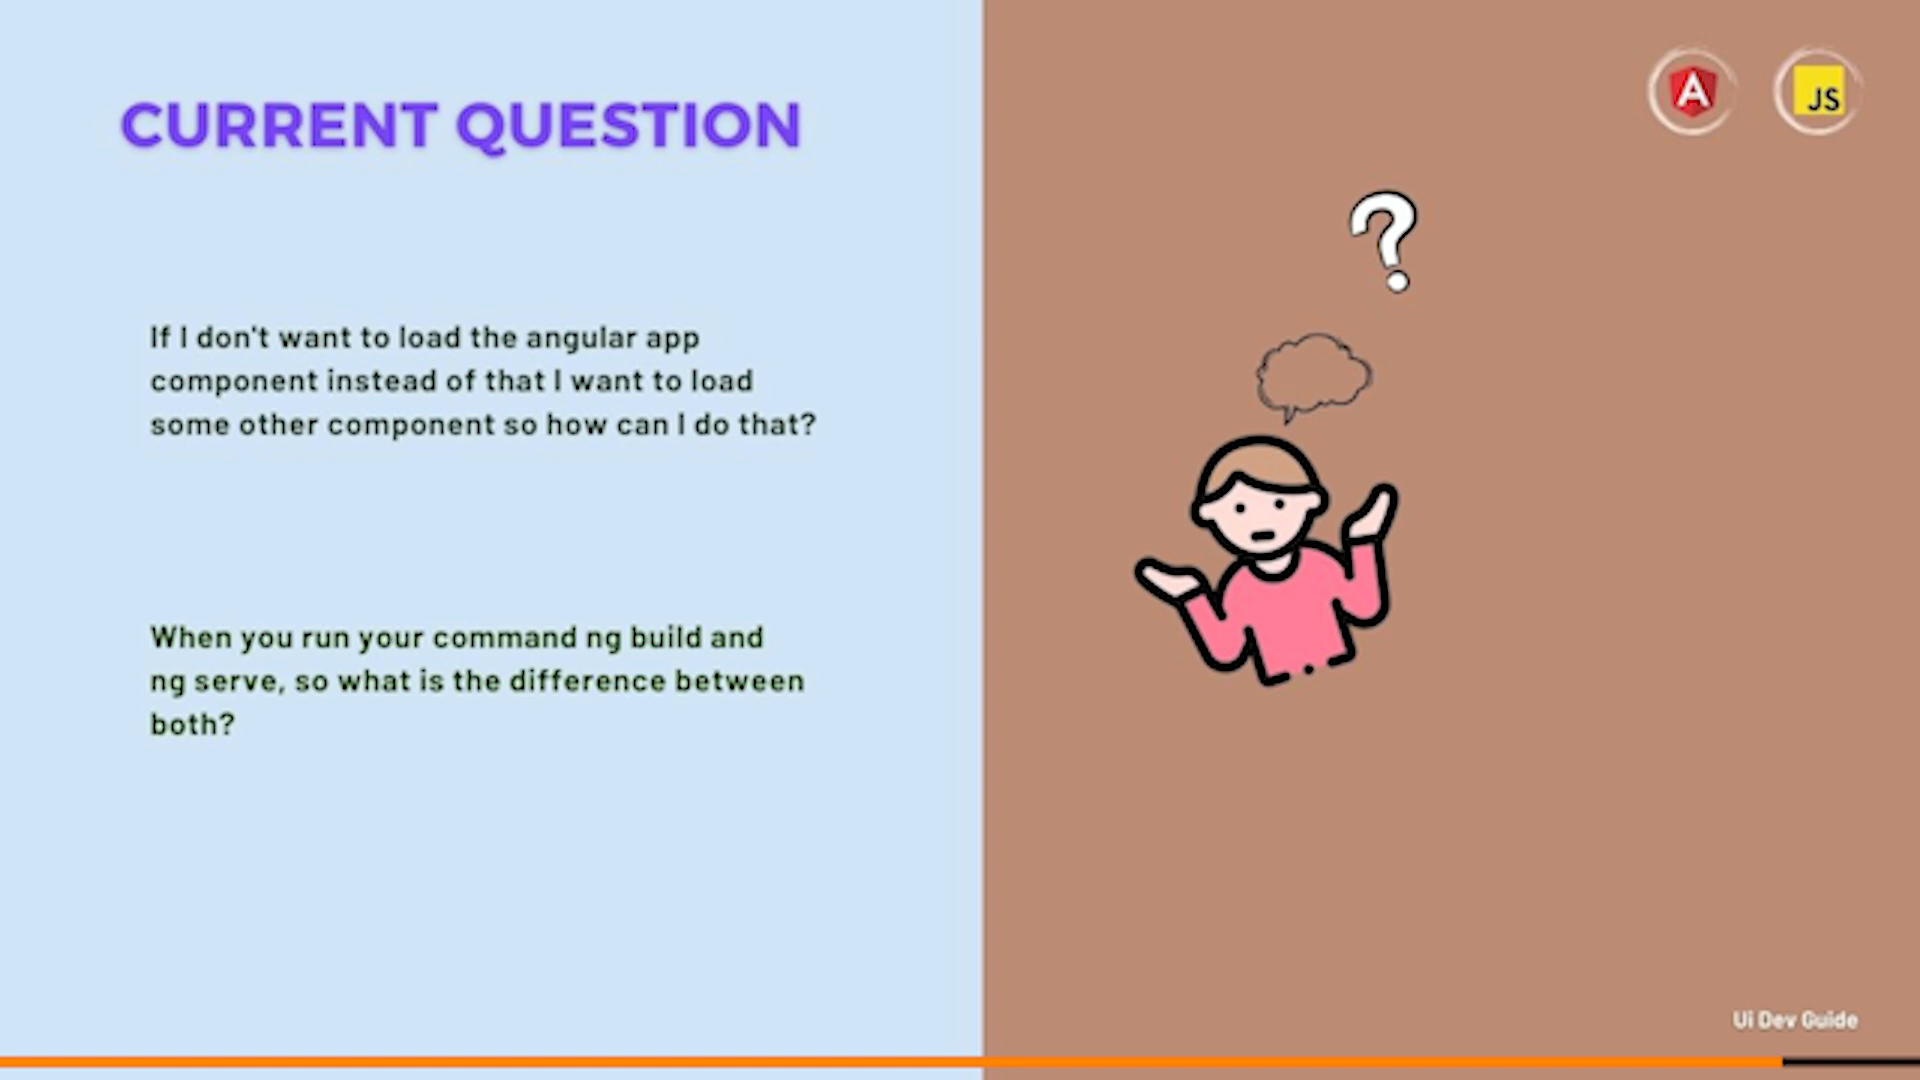 CURRENT QUESTION
A
JS
?
If I don't want to load the angular app
component instead of that I want to load
some other component so how can I do that?
When you run your command ng build and
ng serve, so what is the difference between
both?
Ui Dev Guide